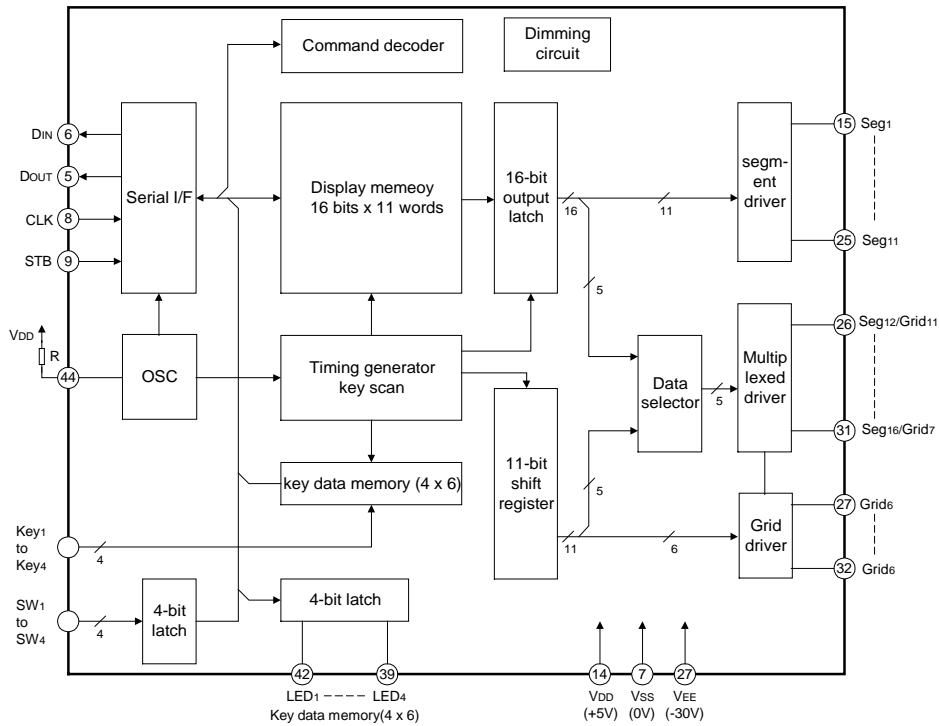 Command decoder
Dimming
circuit
DIN
6
DOUT
5
CLK
8
STB
9
Serial I/F
Display memeoy
16 bits x 11 words
16-bit
output
latch
16
11
segm-
ent
driver
15
Seg1
25
Seg11
5
VDD
R
44
OSC
Timing generator
key scan
Data
selector
5
Multip
lexed
driver
26
Seg12/Grid11
31
Seg16/Grid7
key data memory (4 x 6)
11-bit
shift
register
5
11
6
Grid
driver
27
Grid6
32
Grid6
Key1
to
Key4
4
SW1
to
SW4
4
4-bit
latch
4-bit latch
42
39
LED1
LED4
Key data memory(4 x 6)
14
7
27
VDD
(+5V)
VSS
(0V)
VEE
(-30V)